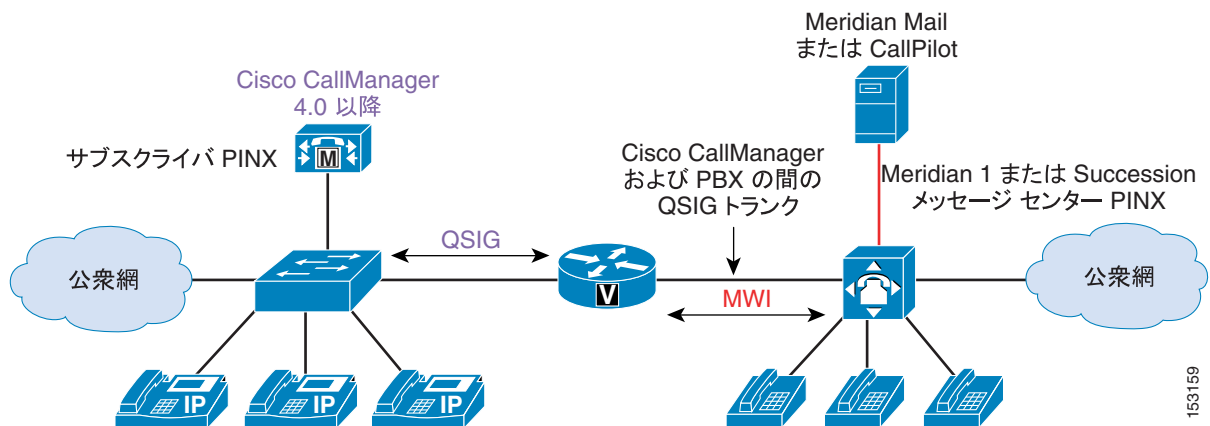 Meridian Mail
または CallPilot
Cisco CallManager
4.0 以降
サブスクライバ PINX
M
Cisco CallManager
および PBX の間の
QSIG トランク
Meridian 1 または Succession
メッセージ センター PINX
公衆網
QSIG
V
MWI
公衆網
IP
IP
IP
153159